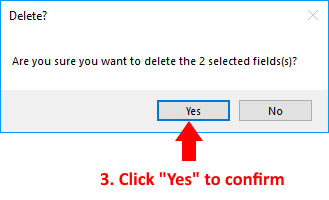 Delete?
Are you sure you want to delete the 2 selected fields(s)?
Yes No
3. Click "Yes" to confirm